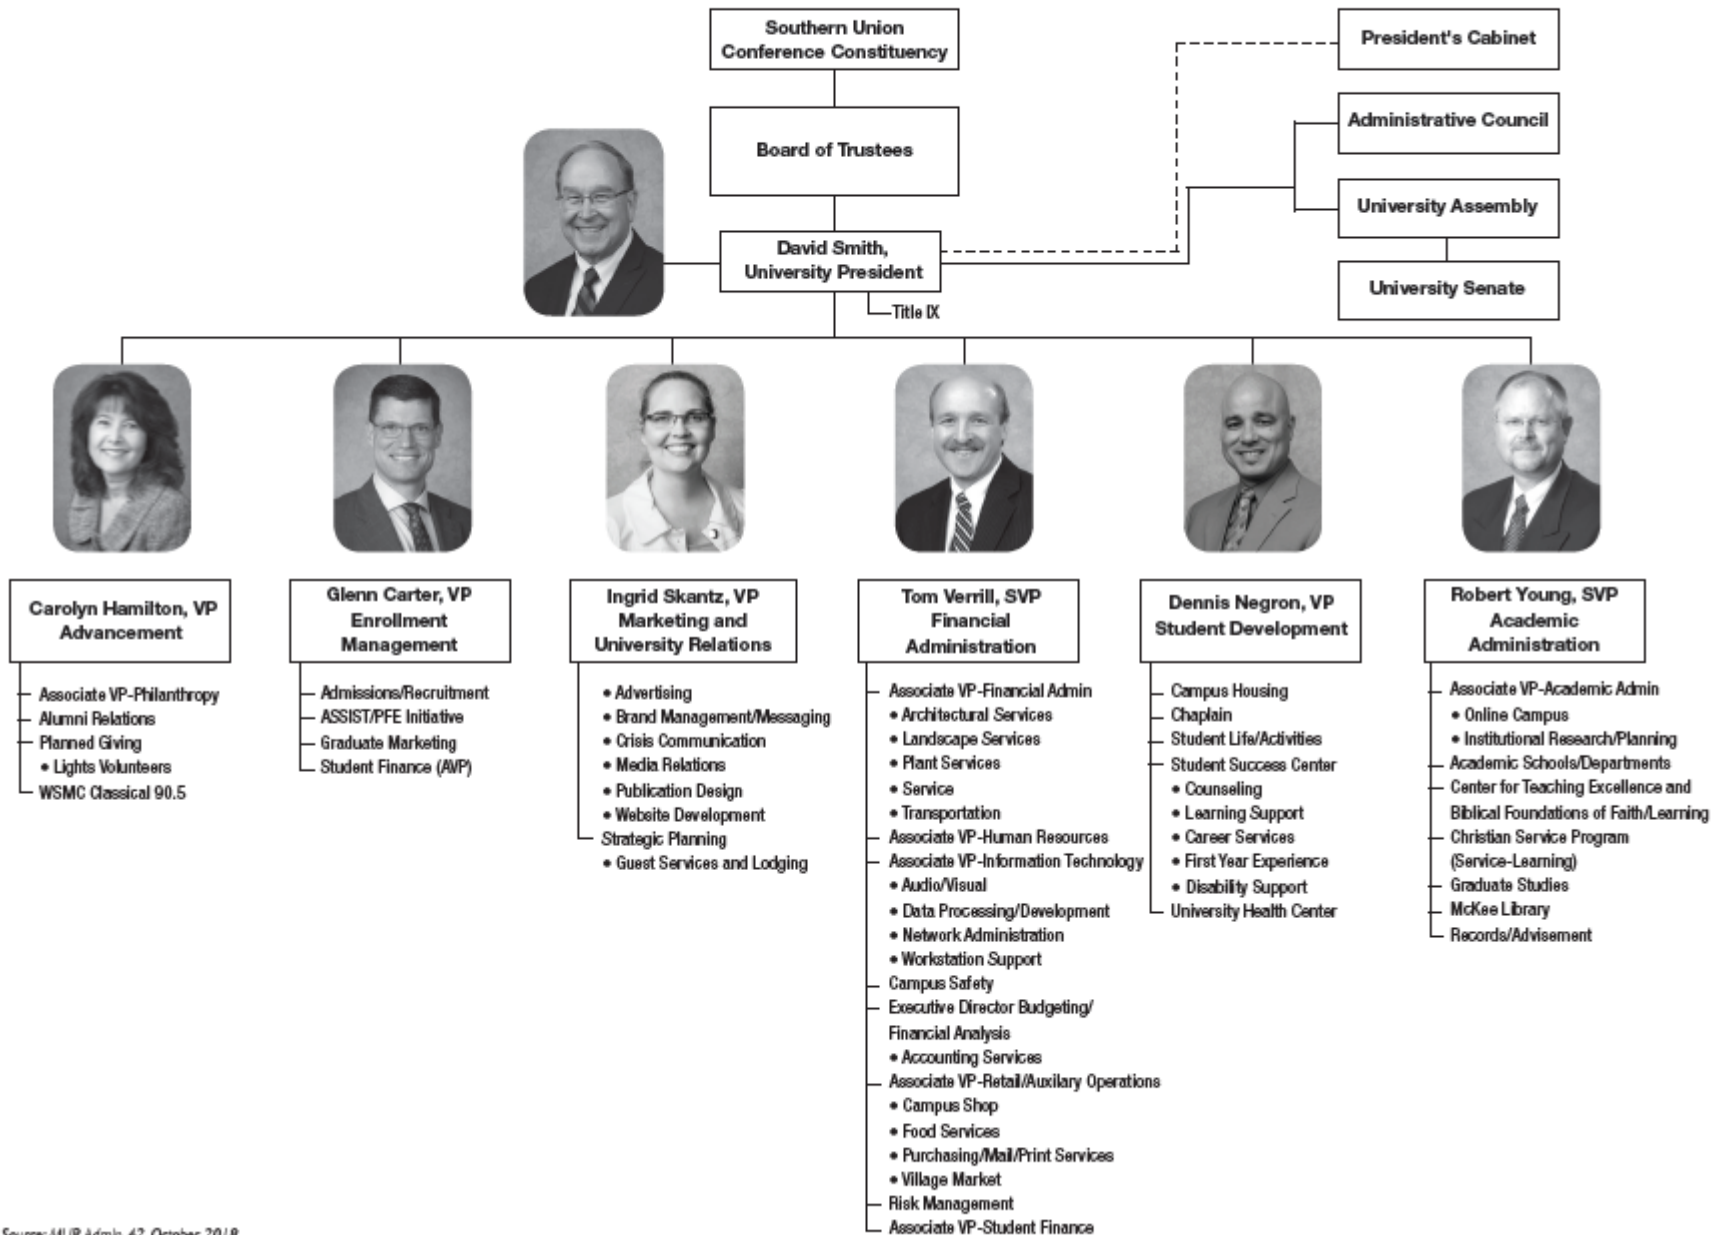 Southern Union
Conference Constituency
President's Cabinet
Administrative Council
Board of Trustees
University Assembly
David Smith,
University President
University Senate
Title IX
Carolyn Hamilton, VP
Advancement
Associate VP-Philanthropy
Alumni Relations
Planned Giving
• Lights Volunteers
WSMC Classical 90.5
Glenn Carter, VP
Enrollment
Management
Admissions/Recruitment
ASSIST/PFE Initiative
Graduate Marketing
Student Finance (AVP)
Ingrid Skantz, VP
Marketing and
University Relations
• Advertising
• Brand Management/Messaging
• Crisis Communication
• Media Relations
• Publication Design
• Website Development
Strategic Planning
• Guest Services and Lodging
Tom Verrill, SVP
Financial
Administration
Associate VP-Financial Admin
• Architectural Services
• Landscape Services
• Plant Services
• Service
• Transportation
Associate VP-Human Resources
Associate VP-Information Technology
• Audio/Visual
• Data Processing/Development
• Network Administration
• Workstation Support
Campus Safety
Executive Director Budgeting/
Financial Analysis
• Accounting Services
Associate VP-Retail/Auxilary Operations
• Campus Shop
• Food Services
• Purchasing/Mail/Print Services
• Village Market
Risk Management
Associate VP-Student Finance
Dennis Negron, VP
Student Development
Campus Housing
Chaplain
Student Life/Activities
Student Success Center
• Counseling
• Learning Support
• Career Services
• First Year Experience
• Disability Support
University Health Center
Robert Young, SVP
Academic
Administration
Associate VP-Academic Admin
• Online Campus
• Institutional Research/Planning
Academic Schools/Departments
Center for Teaching Excellence and
Biblical Foundations of Faith/Learning
Christian Service Program
(Service-Learning)
Graduate Studies
McKee Library
Records/Advisement
Source: October 2018